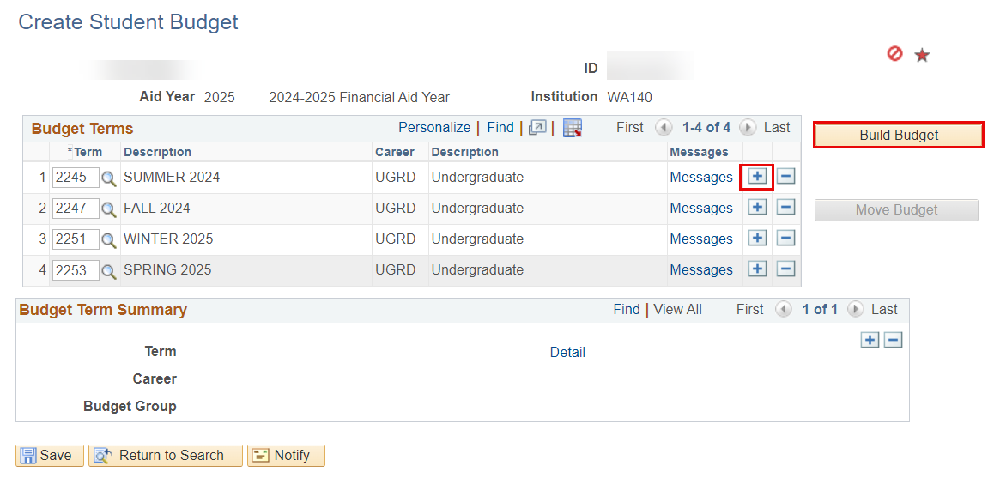 Create Student Budget
ID
Aid Year 2025 2024-2025 Financial Aid Year Institution WA140
Budget Terms Personalize | Find | | First 1-4 of 4 Last
Build Budget
*Term Description Career Description Messages
1 2245 SUMMER 2024 UGRD Undergraduate Messages
2 2247 FALL 2024 UGRD Undergraduate Messages
Move Budget
3 2251 WINTER 2025 UGRD Undergraduate Messages
4 2253 SPRING 2025 UGRD Undergraduate Messages
Budget Term Summary Find | View All First 1 of 1 Last
Term Detail
Career
Budget Group
Save Return to Search Notify